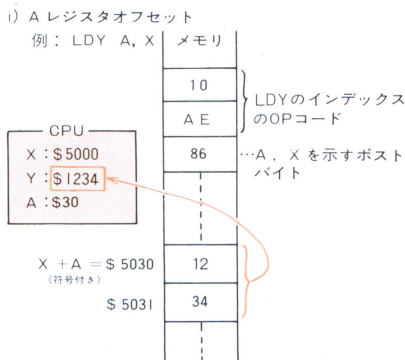 i) A レジスタオフセット
例： LDY A, X メモリ
10
AE
LDYのインデックス
のOPコード
CPU
X : $5000
Y : $1234
A : $30
86
…A , X を示すポスト
バイト
X + A = $5030
(符号付き)
12
$5031
34